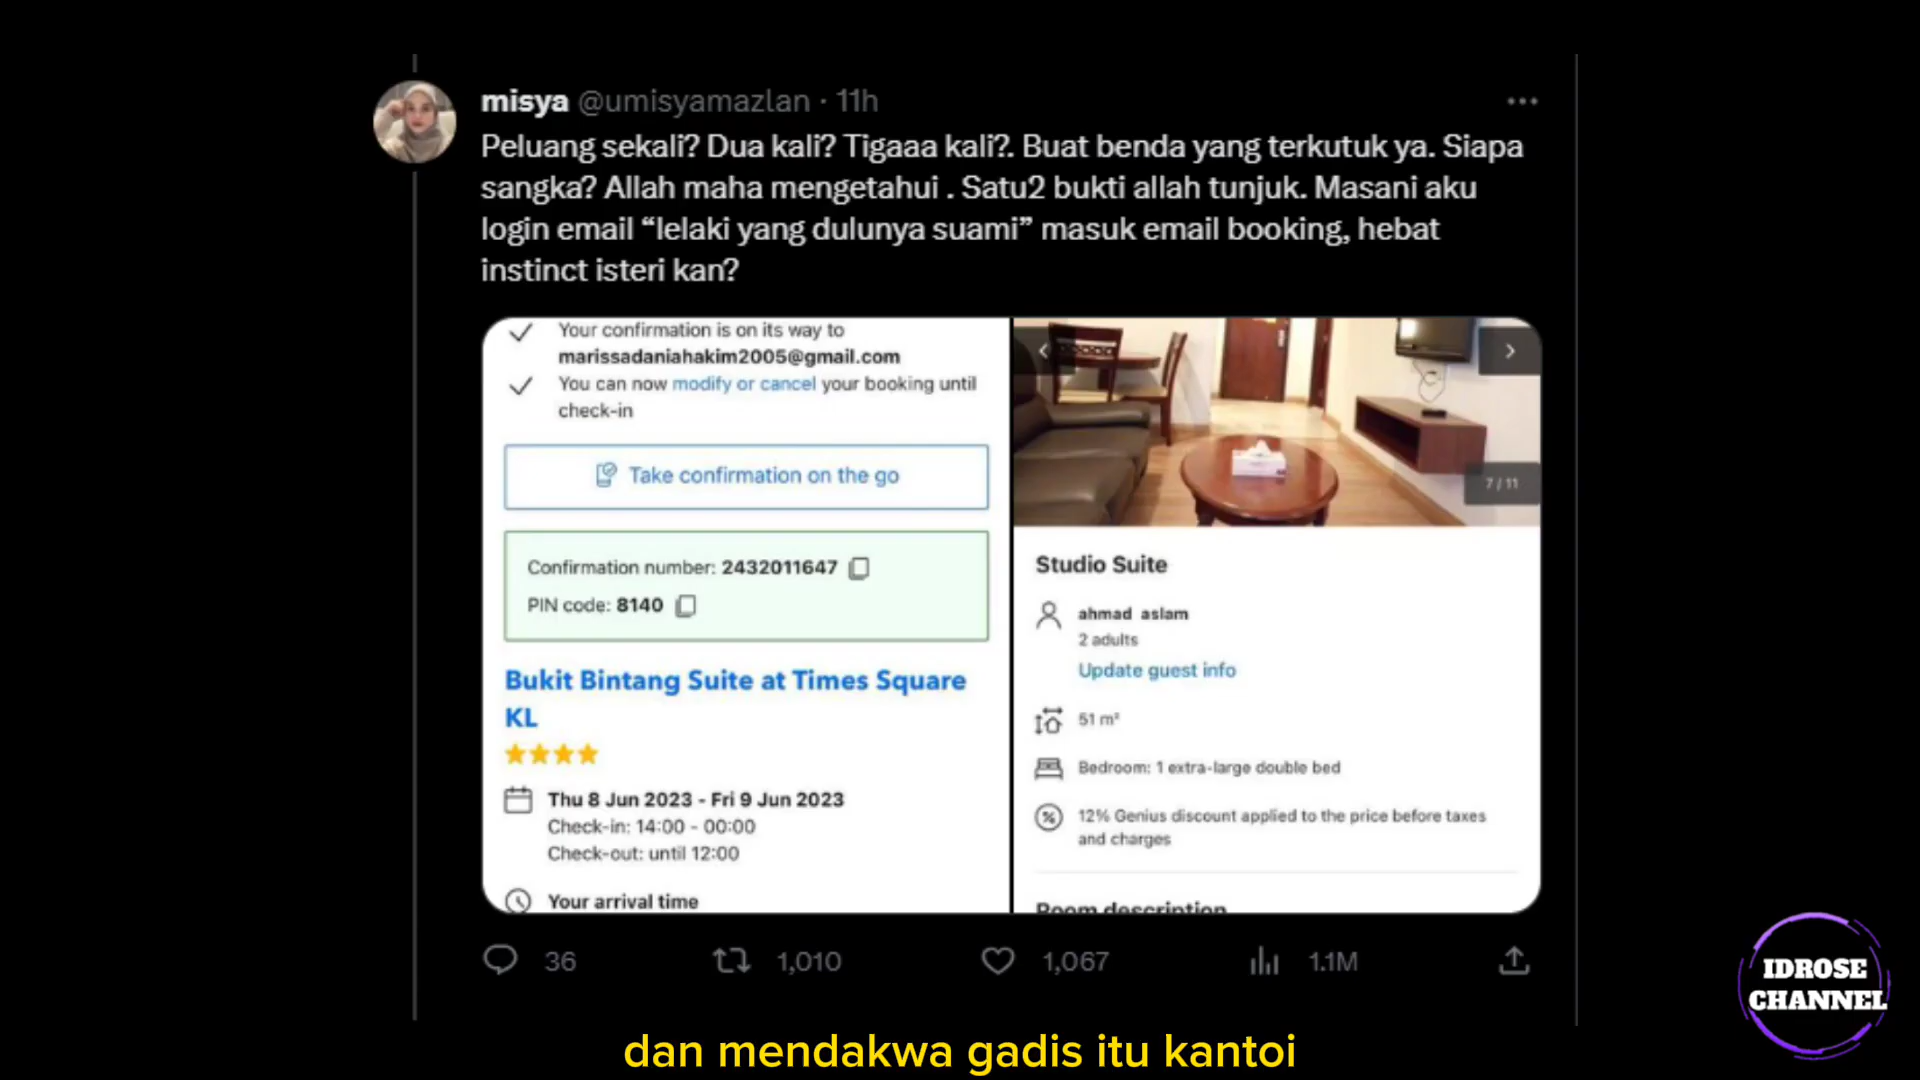 misya @umisyamazlan · 11h
Peluang sekali? Dua kali? Tigaaa kali?. Buat benda yang terkutuk ya. Siapa
sangka? Allah maha mengetahui . Satu2 bukti allah tunjuk. Masani aku
login email “lelaki yang dulunya suami” masuk email booking, hebat
instinct isteri kan?
Your confirmation is on its way to
marissadaniahakim2005@gmail.com
You can now modify or cancel your booking until
check-in
Take confirmation on the go
Confirmation number: 2432011647
PIN code: 8140
Bukit Bintang Suite at Times Square
KL
Thu 8 Jun 2023 - Fri 9 Jun 2023
Check-in: 14:00 - 00:00
Check-out: until 12:00
Your arrival time
7 / 11
Studio Suite
ahmad aslam
2 adults
Update guest info
51 m²
Bedroom: 1 extra-large double bed
12% Genius discount applied to the price before taxes
and charges
Room description
36
1,010
1,067
1.1M
IDROSE
CHANNEL
dan mendakwa gadis itu kantoi